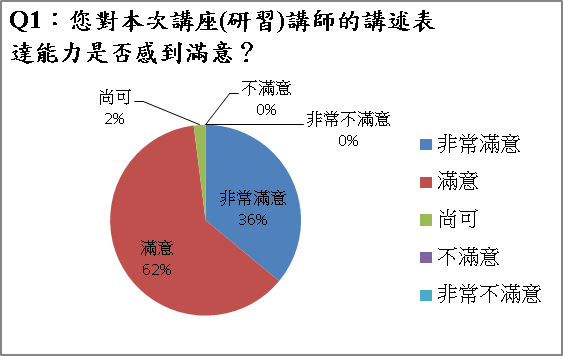 Q1：您對本次講座(研習)講師的講述表
達能力是否感到滿意？
不滿意
0%
尚可
2%
非常不滿意
0%
非常滿意
36%
滿意
62%
非常滿意
滿意
尚可
不滿意
非常不滿意